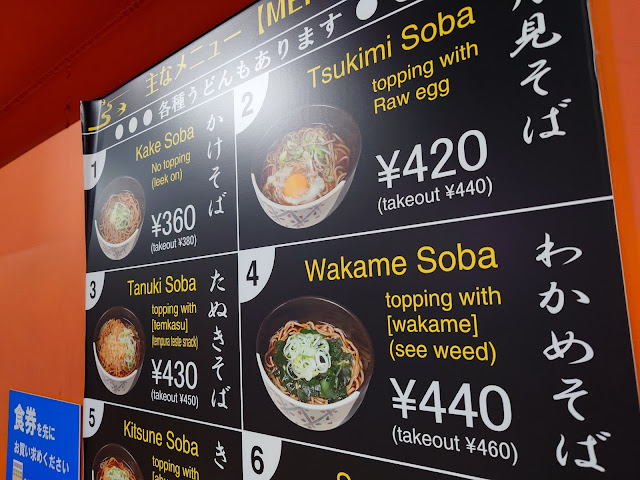 主なメニュー【ME
●●●各種うどんもあります●
1
Kake Soba
No topping
(leek on)
¥360
(takeout ¥380)
かけそば
2
Tsukimi Soba
topping with
Raw egg
¥420
(takeout ¥440)
見そば
3
Tanuki Soba
topping with
[temkasu]
¥430
(takeout ¥450)
たぬきそば
4
Wakame Soba
topping with
[wakame]
(see weed)
¥440
(takeout ¥460)
わかめそば
5
Kitsune Soba
topping with
き
6
食券を先に
お買い求めください